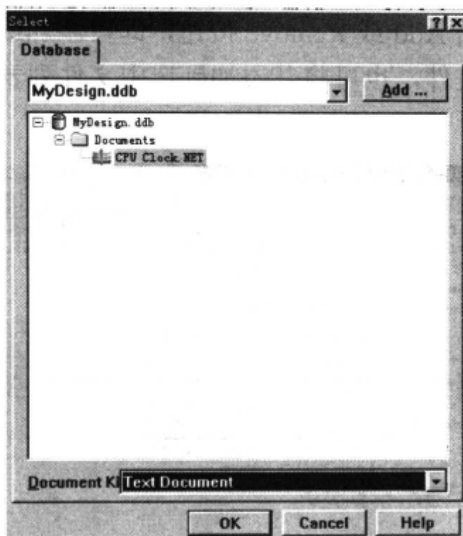 Select
Database
MyDesign.ddb
Add ...
MyDesign.ddb
Documents
CPU Clock.NET
Document Ki Text Document
OK Cancel Help